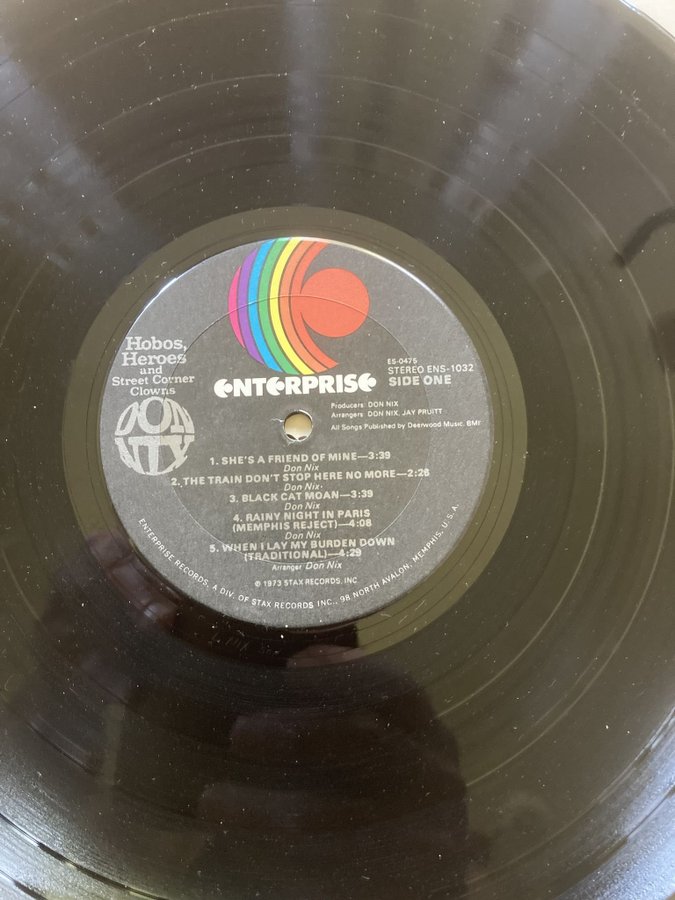 Hobos,
Heroes
and
Street Corner
Clowns
DON
NIX
ENTERPRISE
ES-0475
STEREO ENS-1032
SIDE ONE
Producers: DON NIX
Arrangers: DON NIX, JAY PRUITT
All Songs Published by Deerwood Music, BMI
1. SHE'S A FRIEND OF MINE—3:39
Don Nix
2. THE TRAIN DON'T STOP HERE NO MORE—2:26
Don Nix
3. BLACK CAT MOAN—3:39
Don Nix
4. RAINY NIGHT IN PARIS
(MEMPHIS REJECT)—4:08
Don Nix
5. WHEN I LAY MY BURDEN DOWN
(TRADITIONAL)—4:29
Arranger Don Nix
© 1973 STAX RECORDS, INC
ENTERPRISE RECORDS, A DIV. OF STAX RECORDS INC., 98 NORTH AVALON, MEMPHIS, U.S.A.